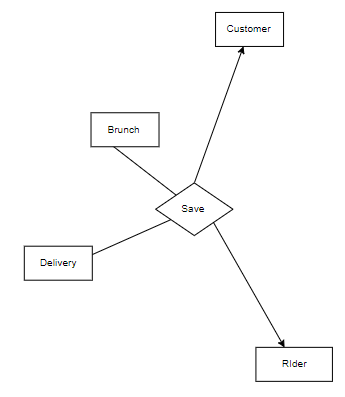 Customer
Brunch
Save
Delivery
RIder